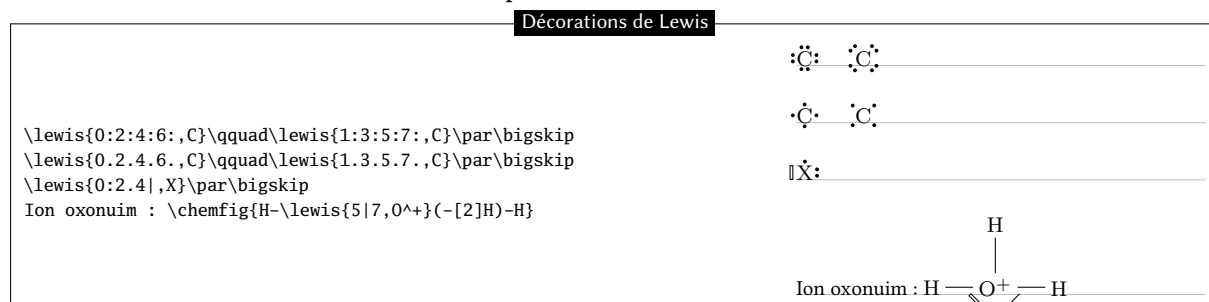 Décorations de Lewis
\lewis{0:2:4:6:,C}\qquad\lewis{1:3:5:7:,C}\par\bigskip
\lewis{0.2.4.6.,C}\qquad\lewis{1.3.5.7.,C}\par\bigskip
\lewis{0:2.4|,X}\par\bigskip
Ion oxonuim : \chemfig{H-\lewis{5|7,O^+}(-[2]H)-H}
C C
C C
X
H
Ion oxonuim : H O+ H